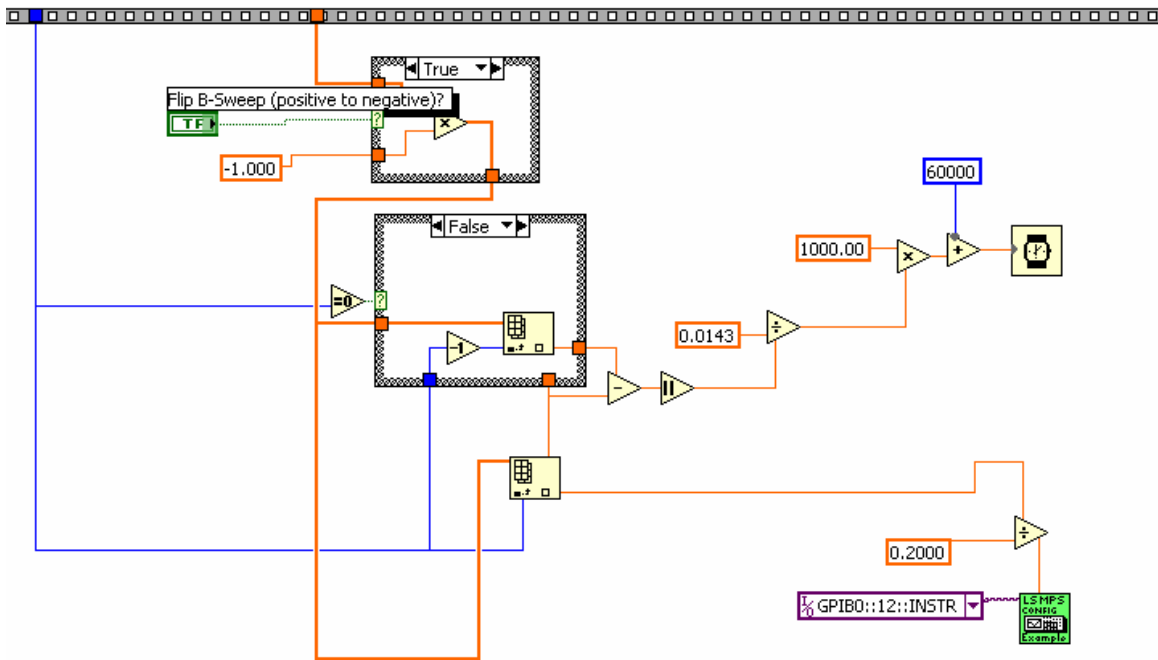 True
Flip B-Sweep (positive to negative)?
TF
?
×
-1.000
60000
False
1000.00
×
+
=0
?
÷
0.0143
-1
-
||
÷
0.2000
I/O GPIB0::12::INSTR
LSMPS
CONFIG
Example